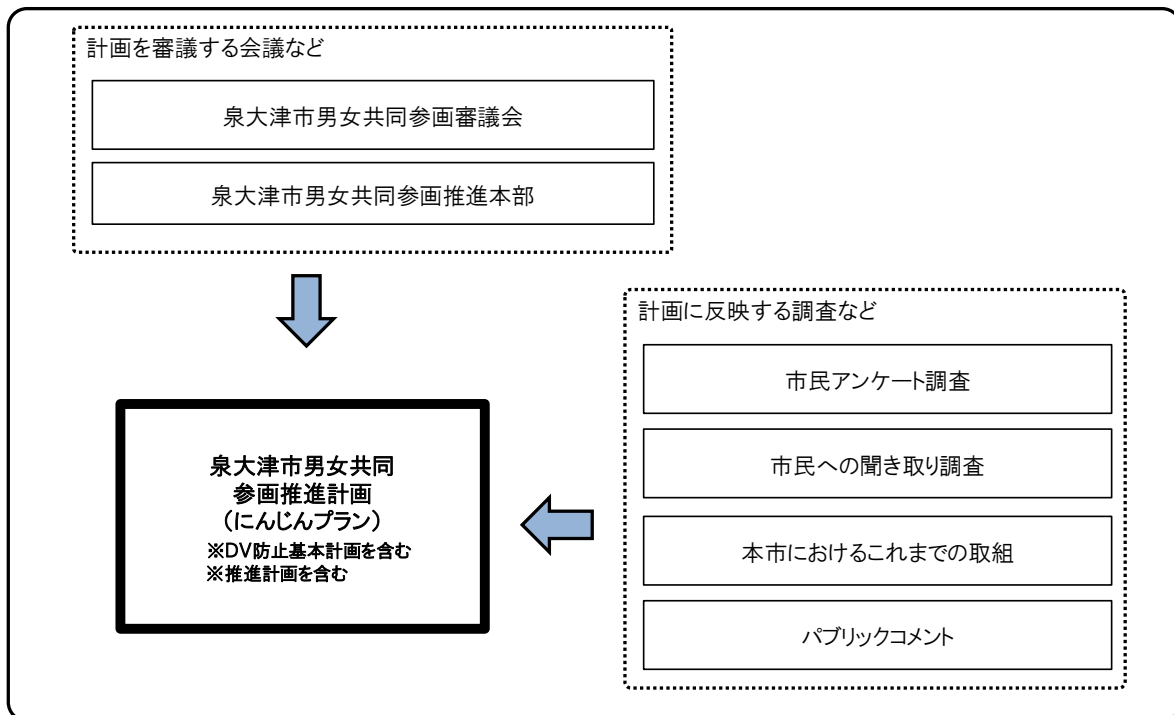 計画を審議する会議など
泉大津市男女共同参画審議会
泉大津市男女共同参画推進本部
計画に反映する調査など
市民アンケート調査
市民への聞き取り調査
本市におけるこれまでの取組
パブリックコメント
泉大津市男女共同
参画推進計画
（にんじんプラン）
※DV防止基本計画を含む
※推進計画を含む